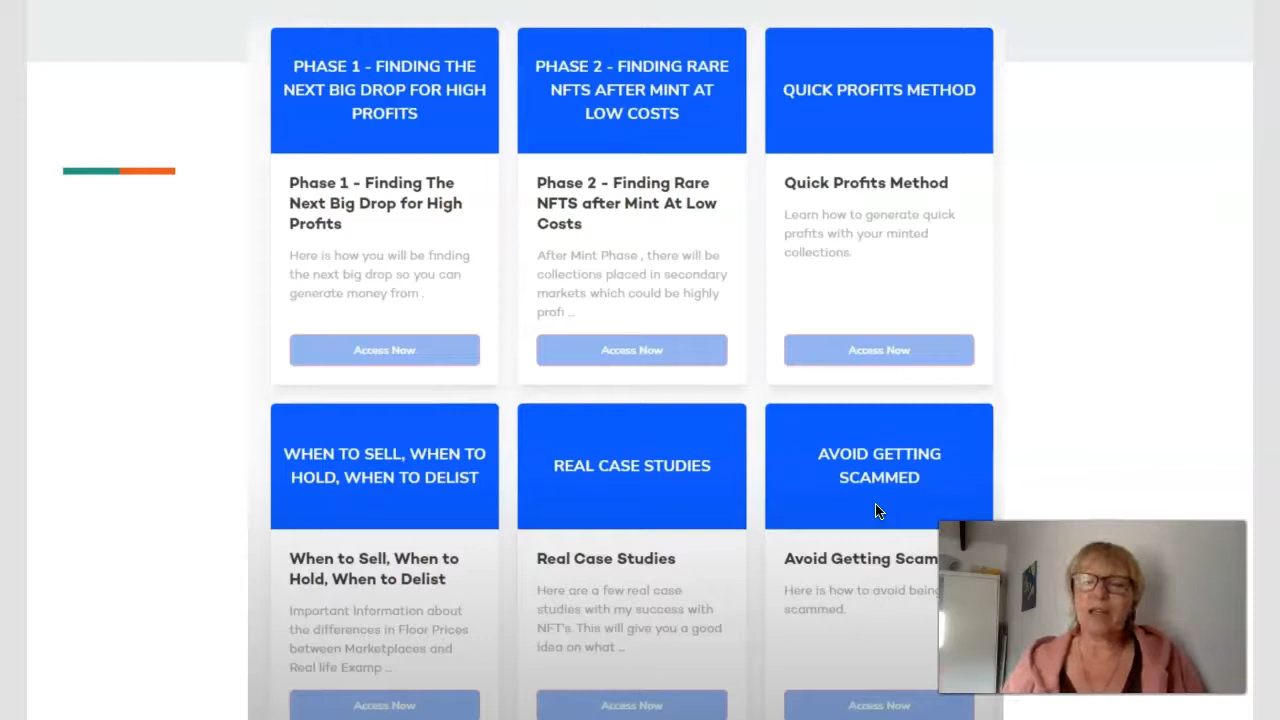 PHASE 1 - FINDING THE
NEXT BIG DROP FOR HIGH
PROFITS
Phase 1 - Finding The
Next Big Drop for High
Profits
Here is how you will be finding
the next big drop so you can
generate money from .
Access Now
PHASE 2 - FINDING RARE
NFTS AFTER MINT AT
LOW COSTS
Phase 2 - Finding Rare
NFTS after Mint At Low
Costs
After Mint Phase , there will be
collections placed in secondary
markets which could be highly
profi ...
Access Now
QUICK PROFITS METHOD
Quick Profits Method
Learn how to generate quick
profits with your minted
collections.
Access Now
WHEN TO SELL, WHEN TO
HOLD, WHEN TO DELIST
When to Sell, When to
Hold, When to Delist
Important Information about
the differences in Floor Prices
between Marketplaces and
Real life Examp ...
Access Now
REAL CASE STUDIES
Real Case Studies
Here are a few real case
studies with my success with
NFT's. This will give you a good
idea on what ...
Access Now
AVOID GETTING
SCAMMED
Avoid Getting Scam
Here is how to avoid being
scammed.
Access Now